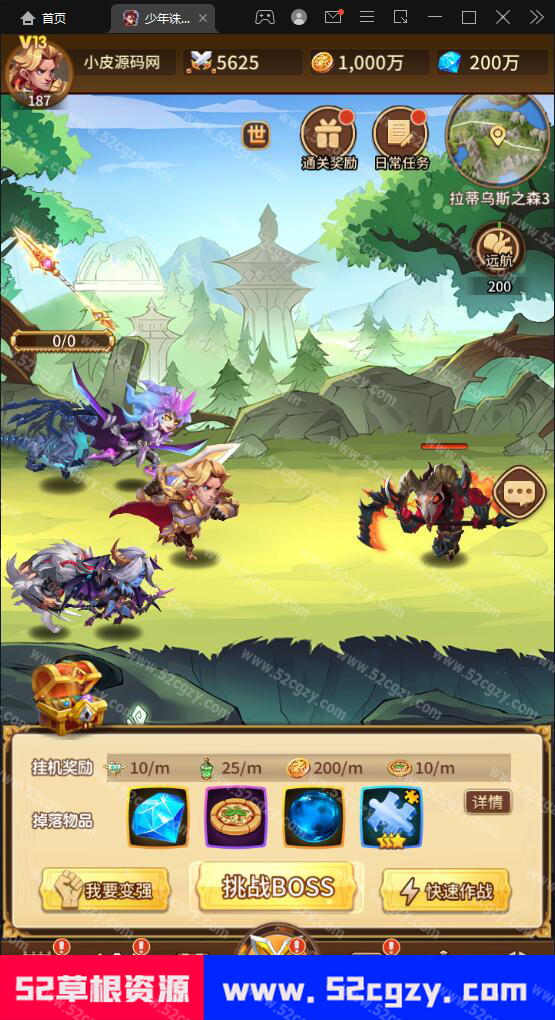 首页
少年诛...
V13
187
小皮源码网
5625
1,000万
200万
世
通关奖励
日常任务
拉蒂乌斯之森3
远航
200
0/0
挂机奖励
10/m
25/m
200/m
10/m
掉落物品
详情
我要变强
挑战BOSS
快速作战
52草根资源
www.52cgzy.com